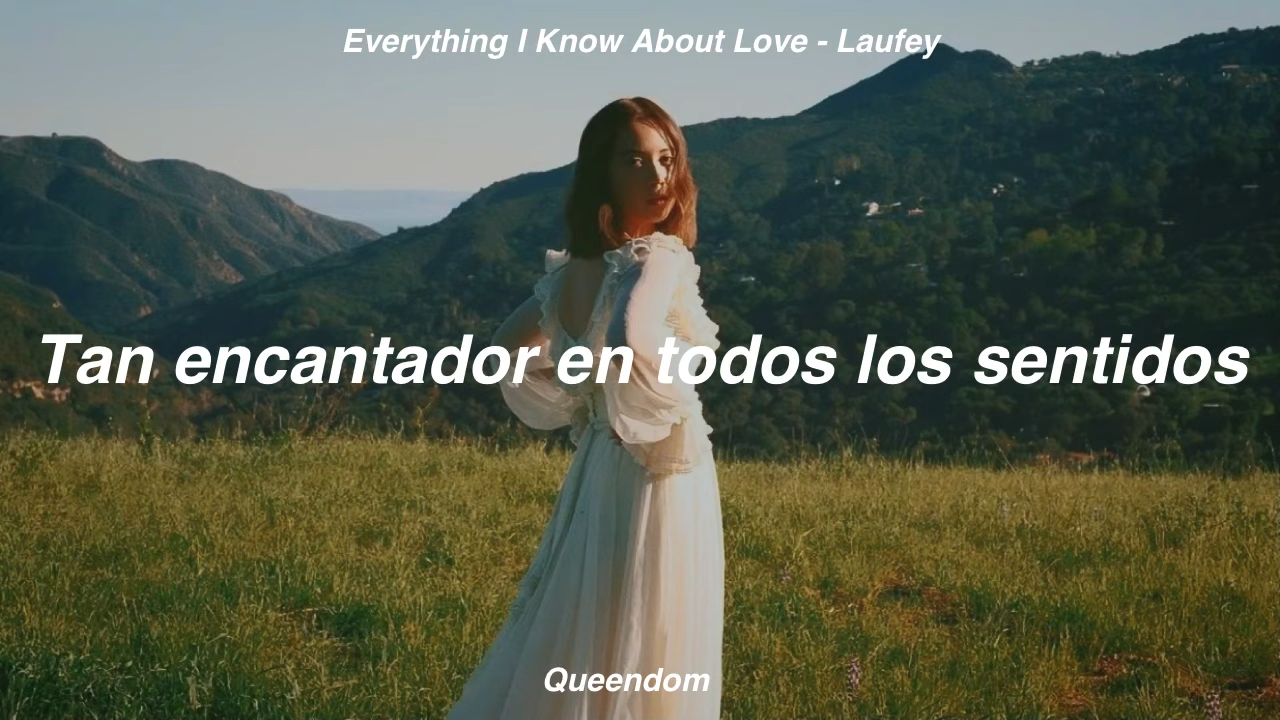 Everything I Know About Love - Laufey
Tan encantador en todos los sentidos
Queendom